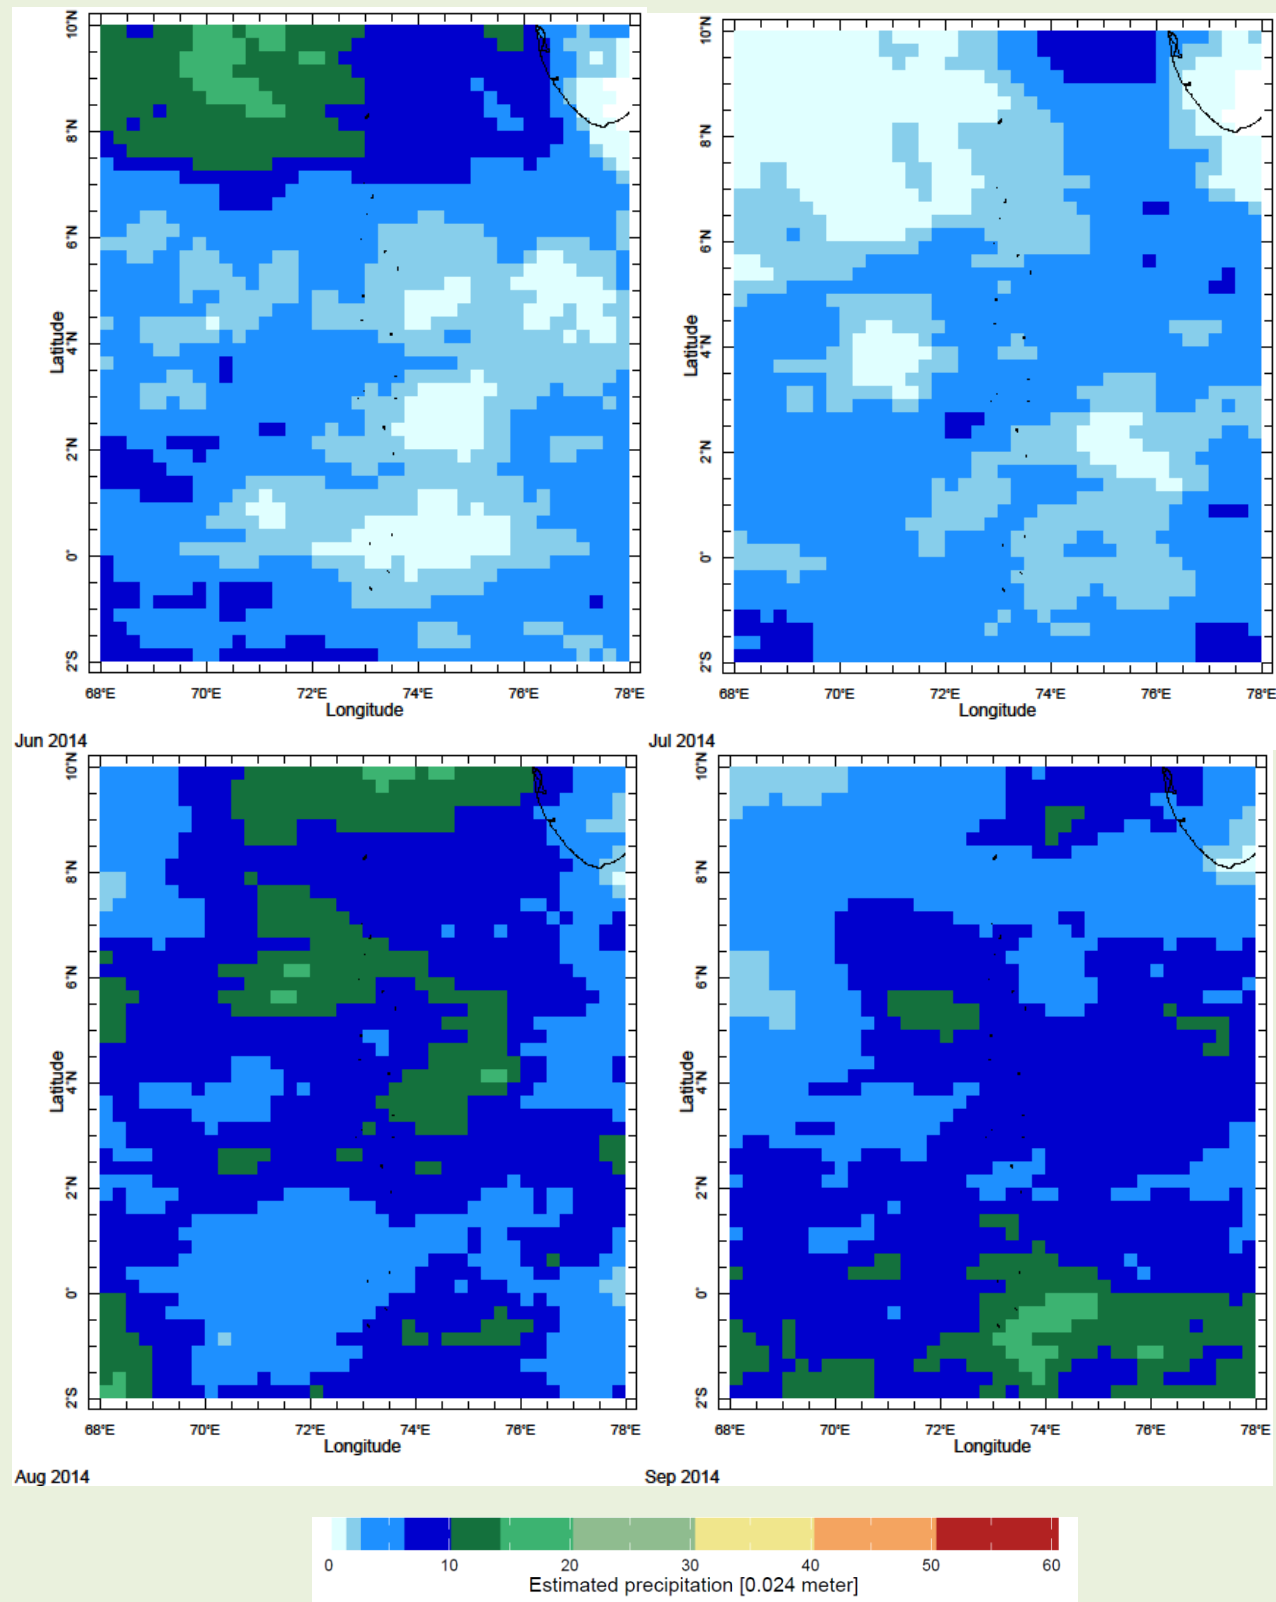 10°N
8°N
6°N
4°N
2°N
0°
2°S
Latitude
68°E 70°E 72°E 74°E 76°E 78°E
Longitude
Jun 2014
10°N
8°N
6°N
4°N
2°N
0°
2°S
Latitude
68°E 70°E 72°E 74°E 76°E 78°E
Longitude
Jul 2014
10°N
8°N
6°N
4°N
2°N
0°
2°S
Latitude
68°E 70°E 72°E 74°E 76°E 78°E
Longitude
Aug 2014
10°N
8°N
6°N
4°N
2°N
0°
2°S
Latitude
68°E 70°E 72°E 74°E 76°E 78°E
Longitude
Sep 2014
0 10 20 30 40 50 60
Estimated precipitation [0.024 meter]